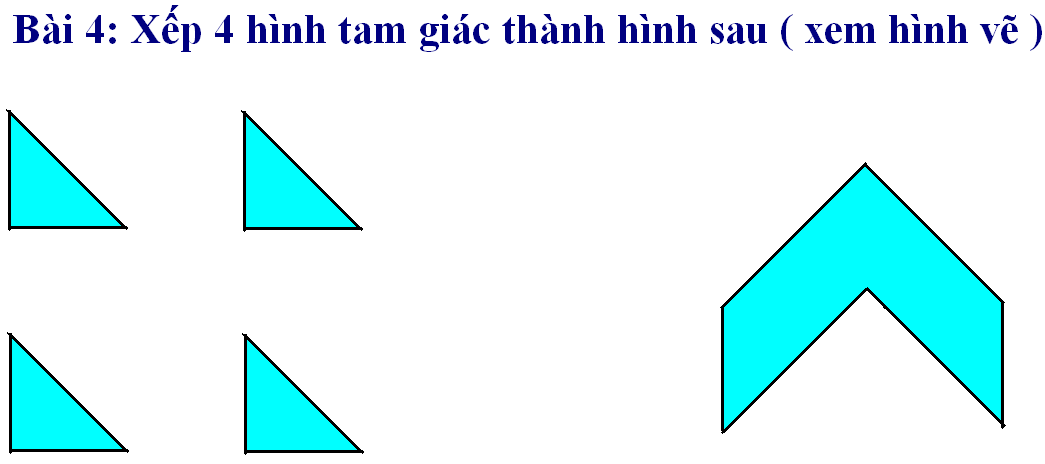 Bài 4: Xếp 4 hình tam giác thành hình sau ( xem hình vẽ )